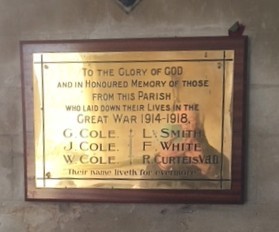 TO THE GLORY OF GOD
AND IN HONOURED MEMORY OF THOSE
FROM THIS PARISH
WHO LAID DOWN THEIR LIVES IN THE
GREAT WAR 1914-1918.
G. COLE L. SMITH
J. COLE. F. WHITE
W. COLE R. CURTEIS
Their name liveth for evermore